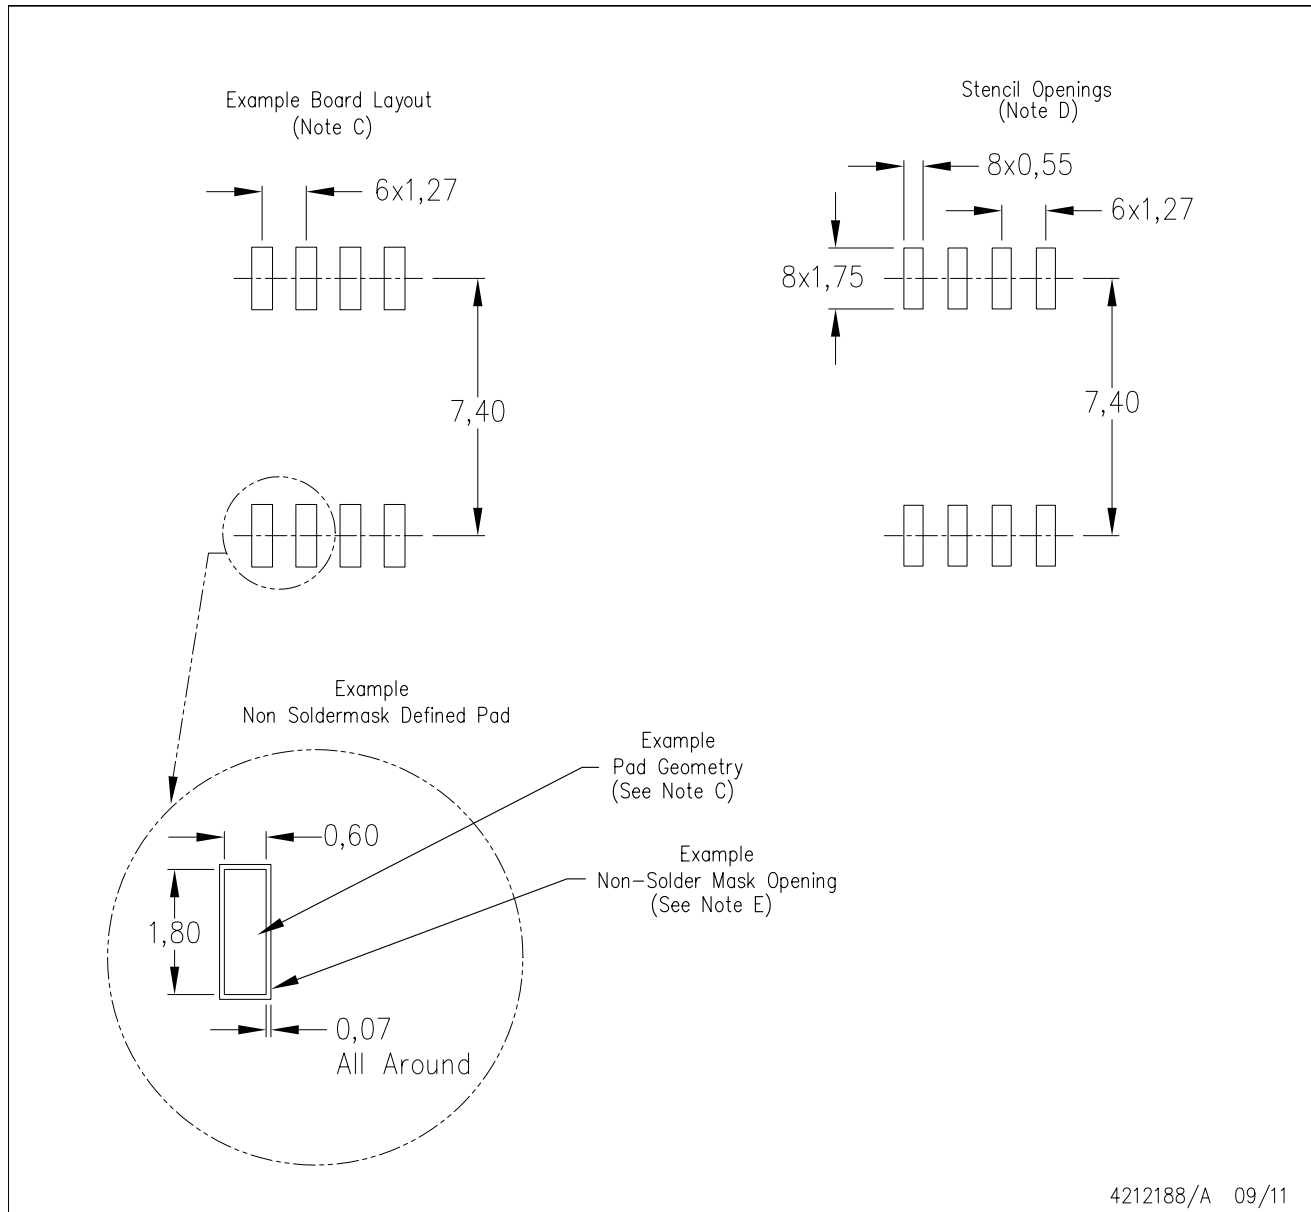 Example Board Layout
(Note C)
6x1,27
7,40
Stencil Openings
(Note D)
8x0,55
6x1,27
8x1,75
7,40
Example
Non Soldermask Defined Pad
Example
Pad Geometry
(See Note C)
0,60
Example
Non-Solder Mask Opening
(See Note E)
1,80
0,07
All Around
4212188/A 09/11